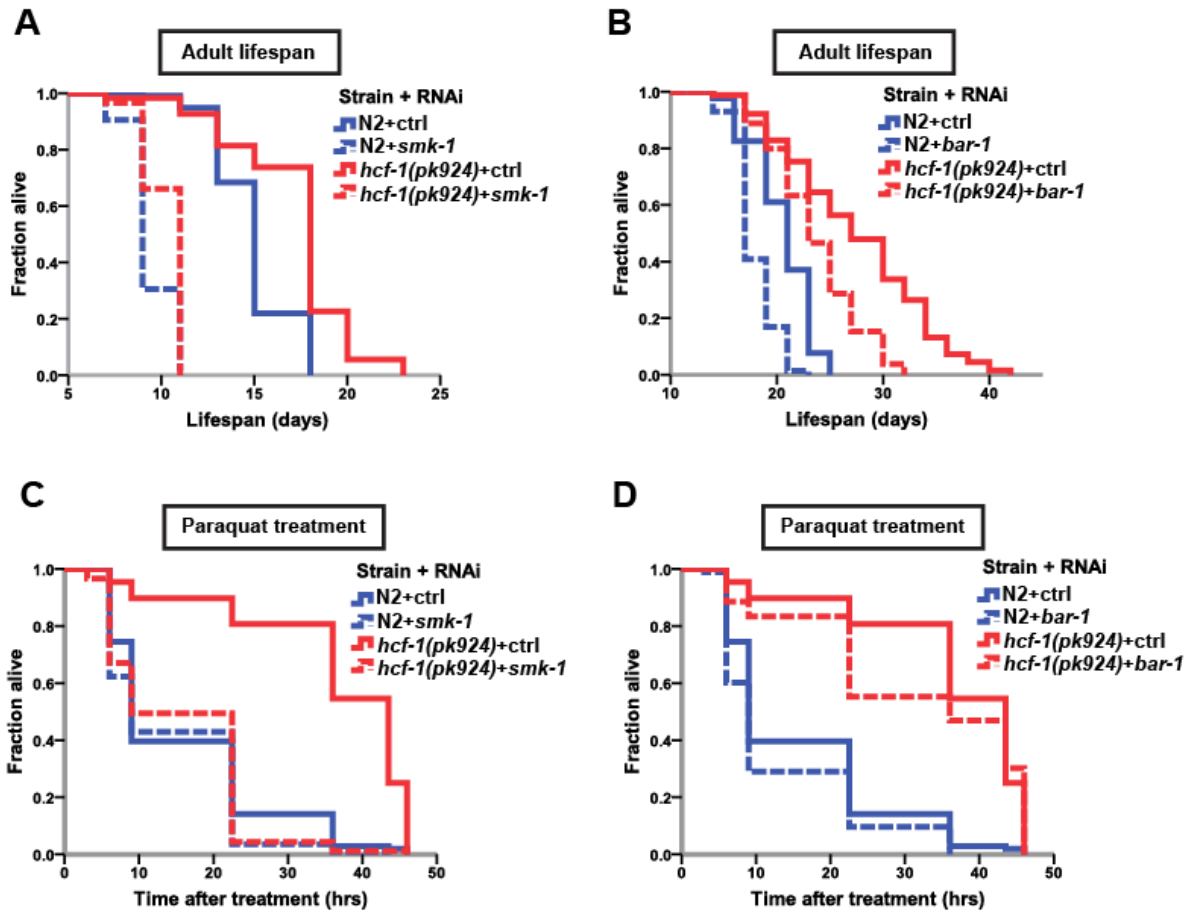 A
Adult lifespan
1.0
0.8
0.6
0.4
0.2
0.0
Fraction alive
5
10
15
20
25
Lifespan (days)
Strain + RNAi
N2+ctrl
N2+smk-1
hcf-1(pk924)+ctrl
hcf-1(pk924)+smk-1
B
Adult lifespan
1.0
0.8
0.6
0.4
0.2
0.0
Fraction alive
10
20
30
40
Lifespan (days)
Strain + RNAi
N2+ctrl
N2+bar-1
hcf-1(pk924)+ctrl
hcf-1(pk924)+bar-1
C
Paraquat treatment
1.0
0.8
0.6
0.4
0.2
0.0
Fraction alive
0
10
20
30
40
50
Time after treatment (hrs)
Strain + RNAi
N2+ctrl
N2+smk-1
hcf-1(pk924)+ctrl
hcf-1(pk924)+smk-1
D
Paraquat treatment
1.0
0.8
0.6
0.4
0.2
0.0
Fraction alive
0
10
20
30
40
50
Time after treatment (hrs)
Strain + RNAi
N2+ctrl
N2+bar-1
hcf-1(pk924)+ctrl
hcf-1(pk924)+bar-1